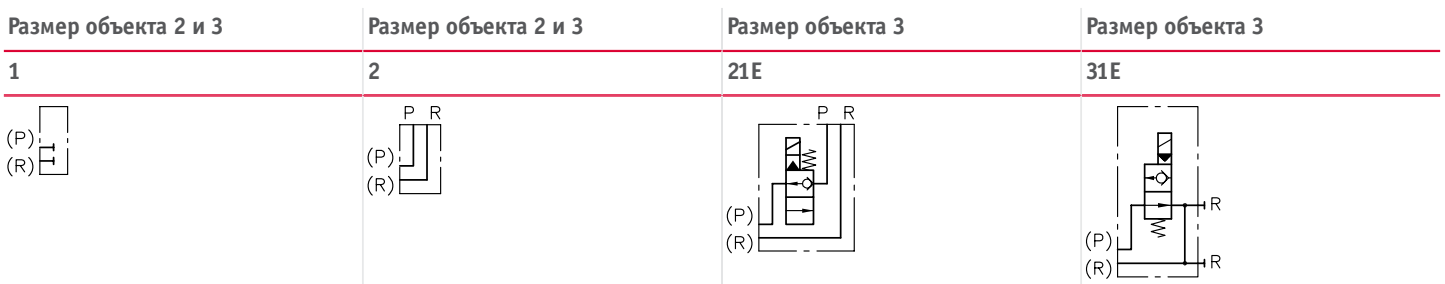 Размер объекта 2 и 3
Размер объекта 2 и 3
Размер объекта 3
Размер объекта 3
1
2
21E
31E
(P)
(R)
P R
(P)
(R)
P R
(P)
(R)
R
(P)
(R)
R